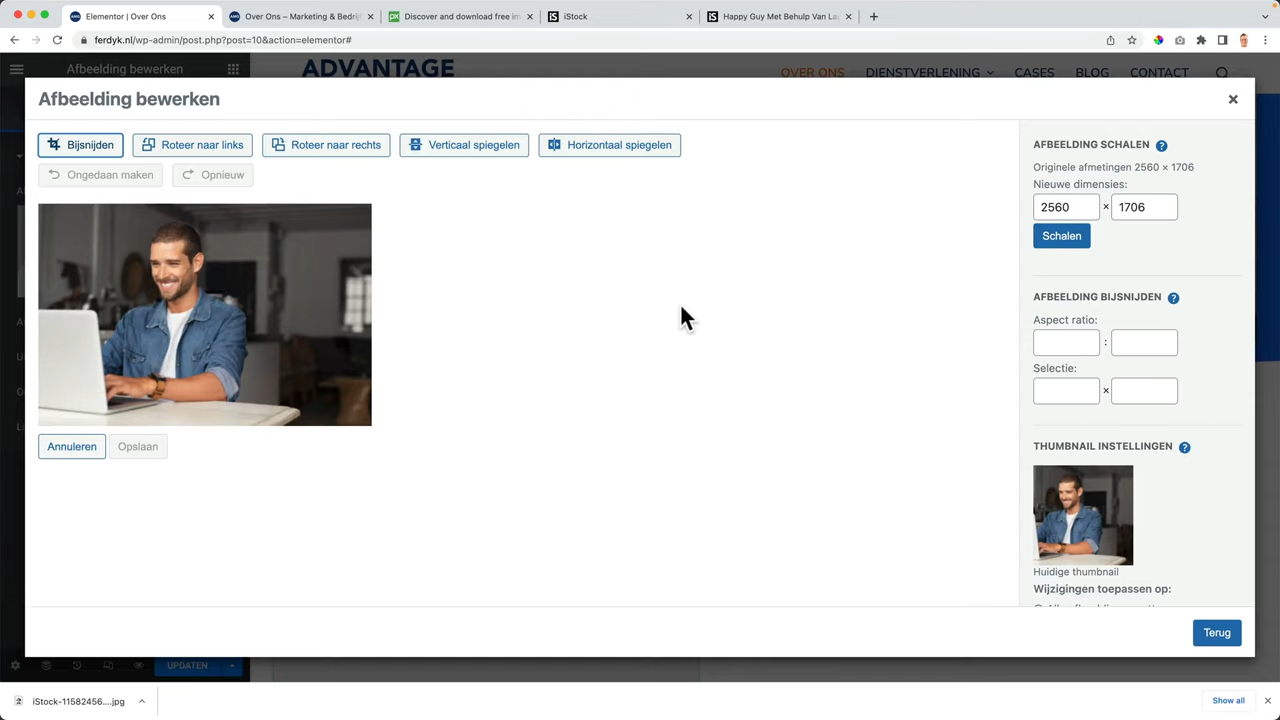 Elementor | Over Ons
Over Ons – Marketing & Bedrijf
Discover and download free im
iStock
Happy Guy Met Behulp Van La
ferdyk.nl/wp-admin/post.php?post=10&action=elementor#
Afbeelding bewerken
ADVANTAGE
OVER ONS
DIENSTVERLENING
CASES
BLOG
CONTACT
Afbeelding bewerken
Bijsnijden
Roteer naar links
Roteer naar rechts
Verticaal spiegelen
Horizontaal spiegelen
Ongedaan maken
Opnieuw
Annuleren
Opslaan
AFBEELDING SCHALEN ?
Originele afmetingen 2560 × 1706
Nieuwe dimensies:
2560 × 1706
Schalen
AFBEELDING BIJSNIJDEN ?
Aspect ratio:
:
Selectie:
×
THUMBNAIL INSTELLINGEN ?
Huidige thumbnail
Wijzigingen toepassen op:
Terug
UPDATEN
iStock-11582456....jpg
Show all